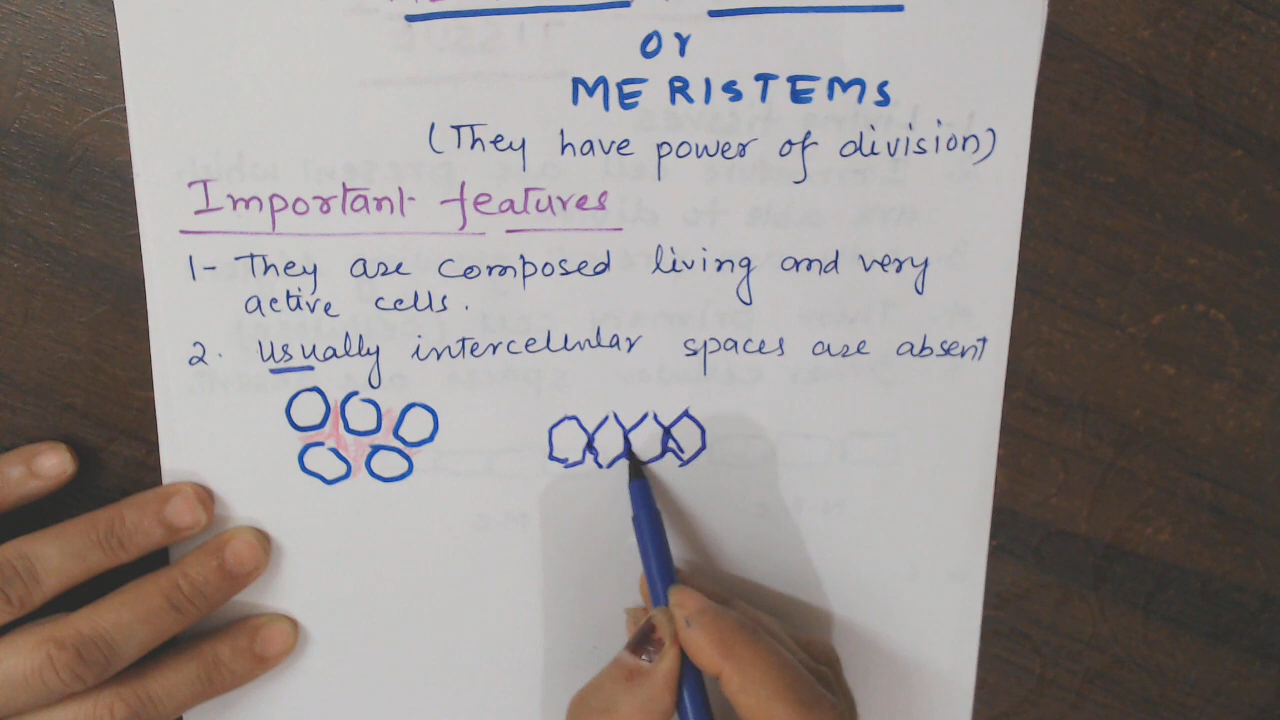 or
MERISTEMS
(They have power of division)
Important features
1- They are composed living and very
active cells.
2. Usually intercellular spaces are absent